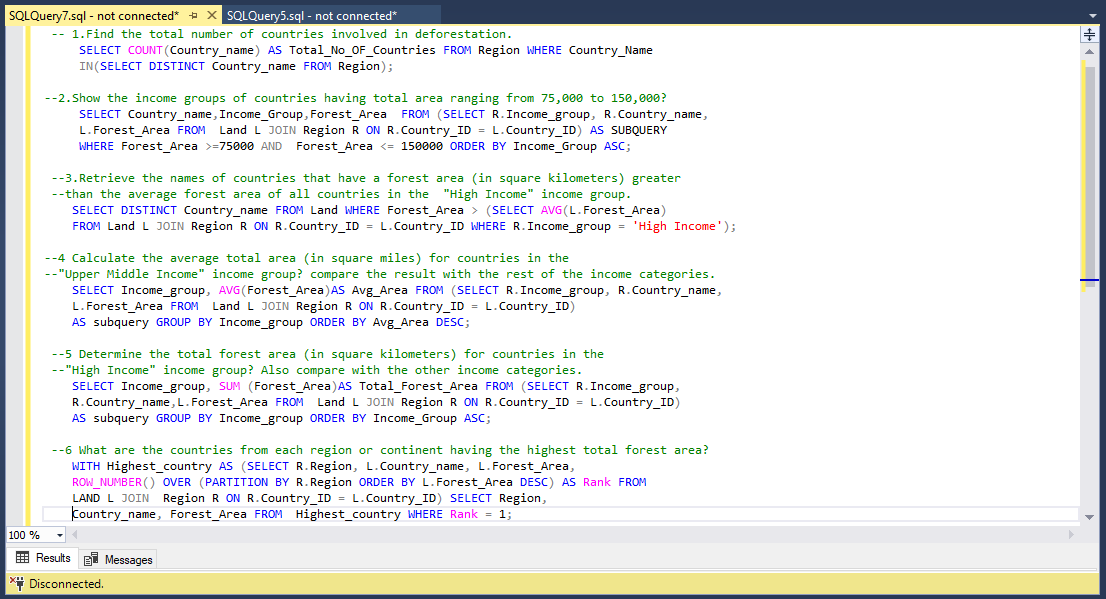 SQLQuery7.sql - not connected* SQLQuery5.sql - not connected*
-- 1.Find the total number of countries involved in deforestation.
SELECT COUNT(Country_name) AS Total_No_OF_Countries FROM Region WHERE Country_Name
IN(SELECT DISTINCT Country_name FROM Region);
--2.Show the income groups of countries having total area ranging from 75,000 to 150,000?
SELECT Country_name,Income_Group,Forest_Area  FROM (SELECT R.Income_group, R.Country_name,
L.Forest_Area FROM  Land L JOIN Region R ON R.Country_ID = L.Country_ID) AS SUBQUERY
WHERE Forest_Area >=75000 AND  Forest_Area <= 150000 ORDER BY Income_Group ASC;
--3.Retrieve the names of countries that have a forest area (in square kilometers) greater
--than the average forest area of all countries in the  "High Income" income group.
SELECT DISTINCT Country_name FROM Land WHERE Forest_Area > (SELECT AVG(L.Forest_Area)
FROM Land L JOIN Region R ON R.Country_ID = L.Country_ID WHERE R.Income_group = 'High Income');
--4 Calculate the average total area (in square miles) for countries in the
--"Upper Middle Income" income group? compare the result with the rest of the income categories.
SELECT Income_group, AVG(Forest_Area)AS Avg_Area FROM (SELECT R.Income_group, R.Country_name,
L.Forest_Area FROM  Land L JOIN Region R ON R.Country_ID = L.Country_ID)
AS subquery GROUP BY Income_group ORDER BY Avg_Area DESC;
--5 Determine the total forest area (in square kilometers) for countries in the
--"High Income" income group? Also compare with the other income categories.
SELECT Income_group, SUM (Forest_Area)AS Total_Forest_Area FROM (SELECT R.Income_group,
R.Country_name,L.Forest_Area FROM  Land L JOIN Region R ON R.Country_ID = L.Country_ID)
AS subquery GROUP BY Income_group ORDER BY Income_Group ASC;
--6 What are the countries from each region or continent having the highest total forest area?
WITH Highest_country AS (SELECT R.Region, L.Country_name, L.Forest_Area,
ROW_NUMBER() OVER (PARTITION BY R.Region ORDER BY L.Forest_Area DESC) AS Rank FROM
LAND L JOIN  Region R ON R.Country_ID = L.Country_ID) SELECT Region,
Country_name, Forest_Area FROM  Highest_country WHERE Rank = 1;
100 %
Results Messages
Disconnected.